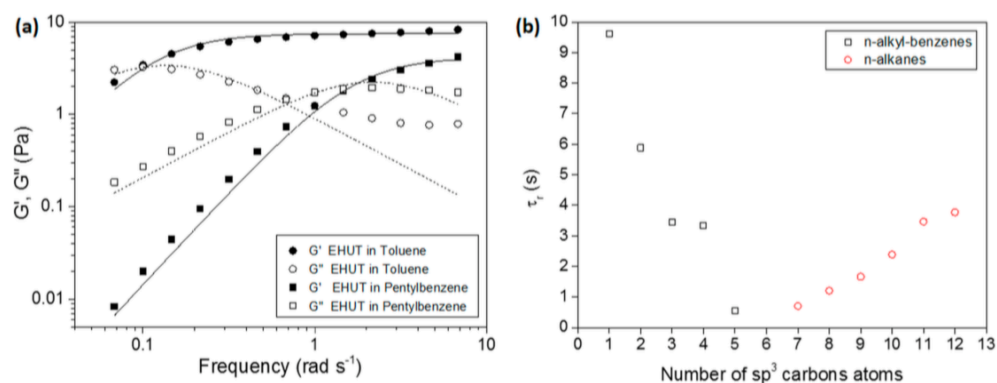 (a)
10
1
0.1
0.01
G', G'' (Pa)
G' EHUT in Toluene
G'' EHUT in Toluene
G' EHUT in Pentylbenzene
G'' EHUT in Pentylbenzene
0.1 1 10
Frequency (rad s⁻¹)
(b)
10
9
8
7
6
5
4
3
2
1
0
τr (s)
n-alkyl-benzenes
n-alkanes
0 1 2 3 4 5 6 7 8 9 10 11 12 13
Number of sp³ carbons atoms